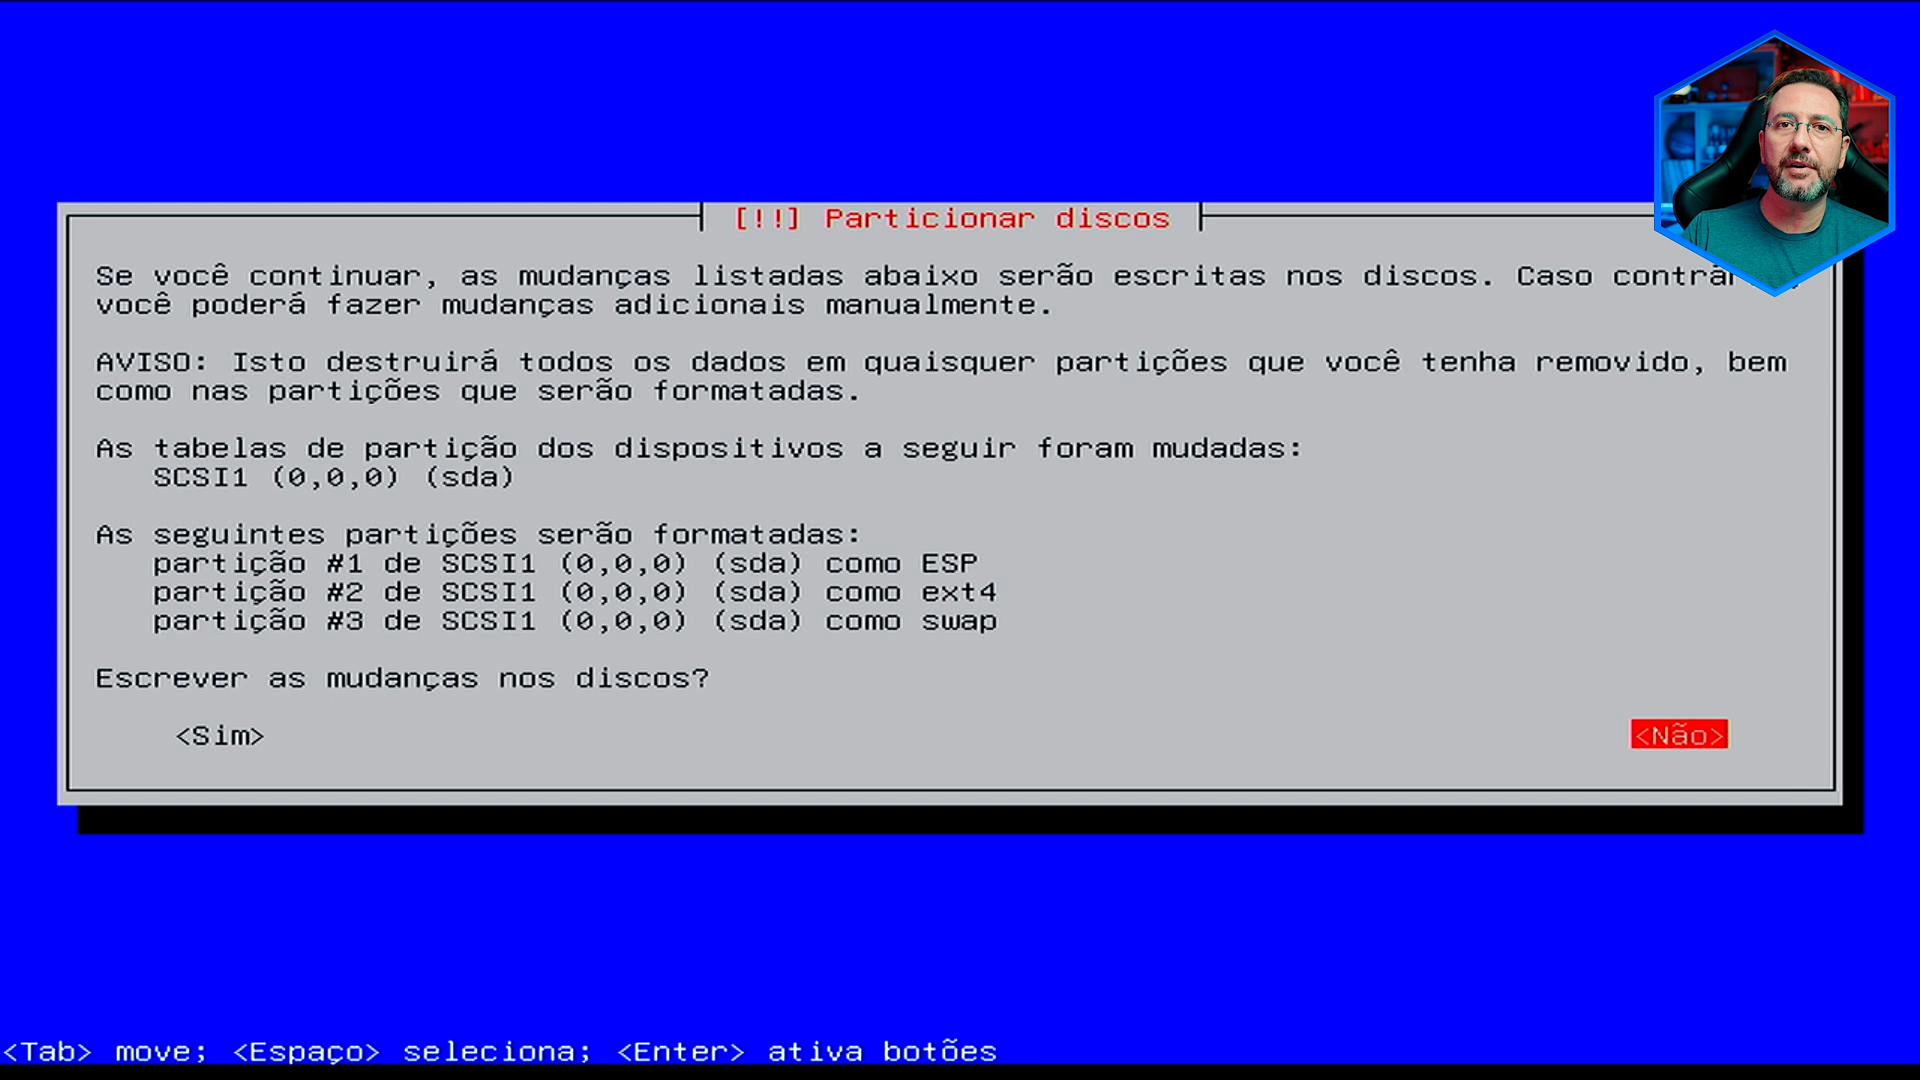 [!!] Particionar discos
Se você continuar, as mudanças listadas abaixo serão escritas nos discos. Caso
você poderá fazer mudanças adicionais manualmente.
AVISO: Isto destruirá todos os dados em quaisquer partições que você tenha removido, bem
como nas partições que serão formatadas.
As tabelas de partição dos dispositivos a seguir foram mudadas:
SCSI1 (0,0,0) (sda)
As seguintes partições serão formatadas:
partição #1 de SCSI1 (0,0,0) (sda) como ESP
partição #2 de SCSI1 (0,0,0) (sda) como ext4
partição #3 de SCSI1 (0,0,0) (sda) como swap
Escrever as mudanças nos discos?
<Sim> <Não>
<Tab> move; <Espaço> seleciona; <Enter> ativa botões